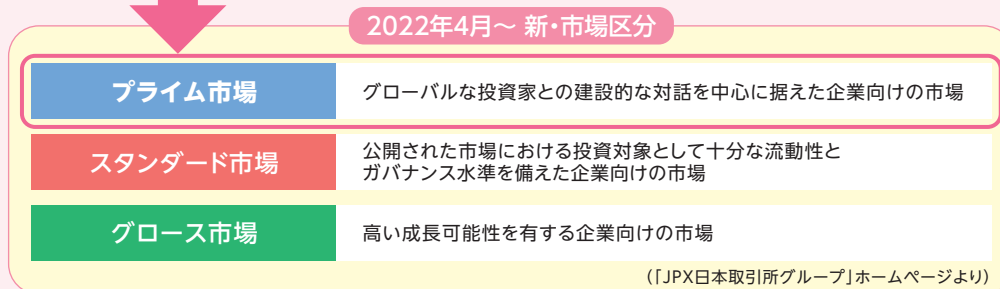 2022年4月～ 新・市場区分
プライム市場
グローバルな投資家との建設的な対話を中心に据えた企業向けの市場
スタンダード市場
公開された市場における投資対象として十分な流動性と
ガバナンス水準を備えた企業向けの市場
グロース市場
高い成長可能性を有する企業向けの市場
（「JPX日本取引所グループ」ホームページより）